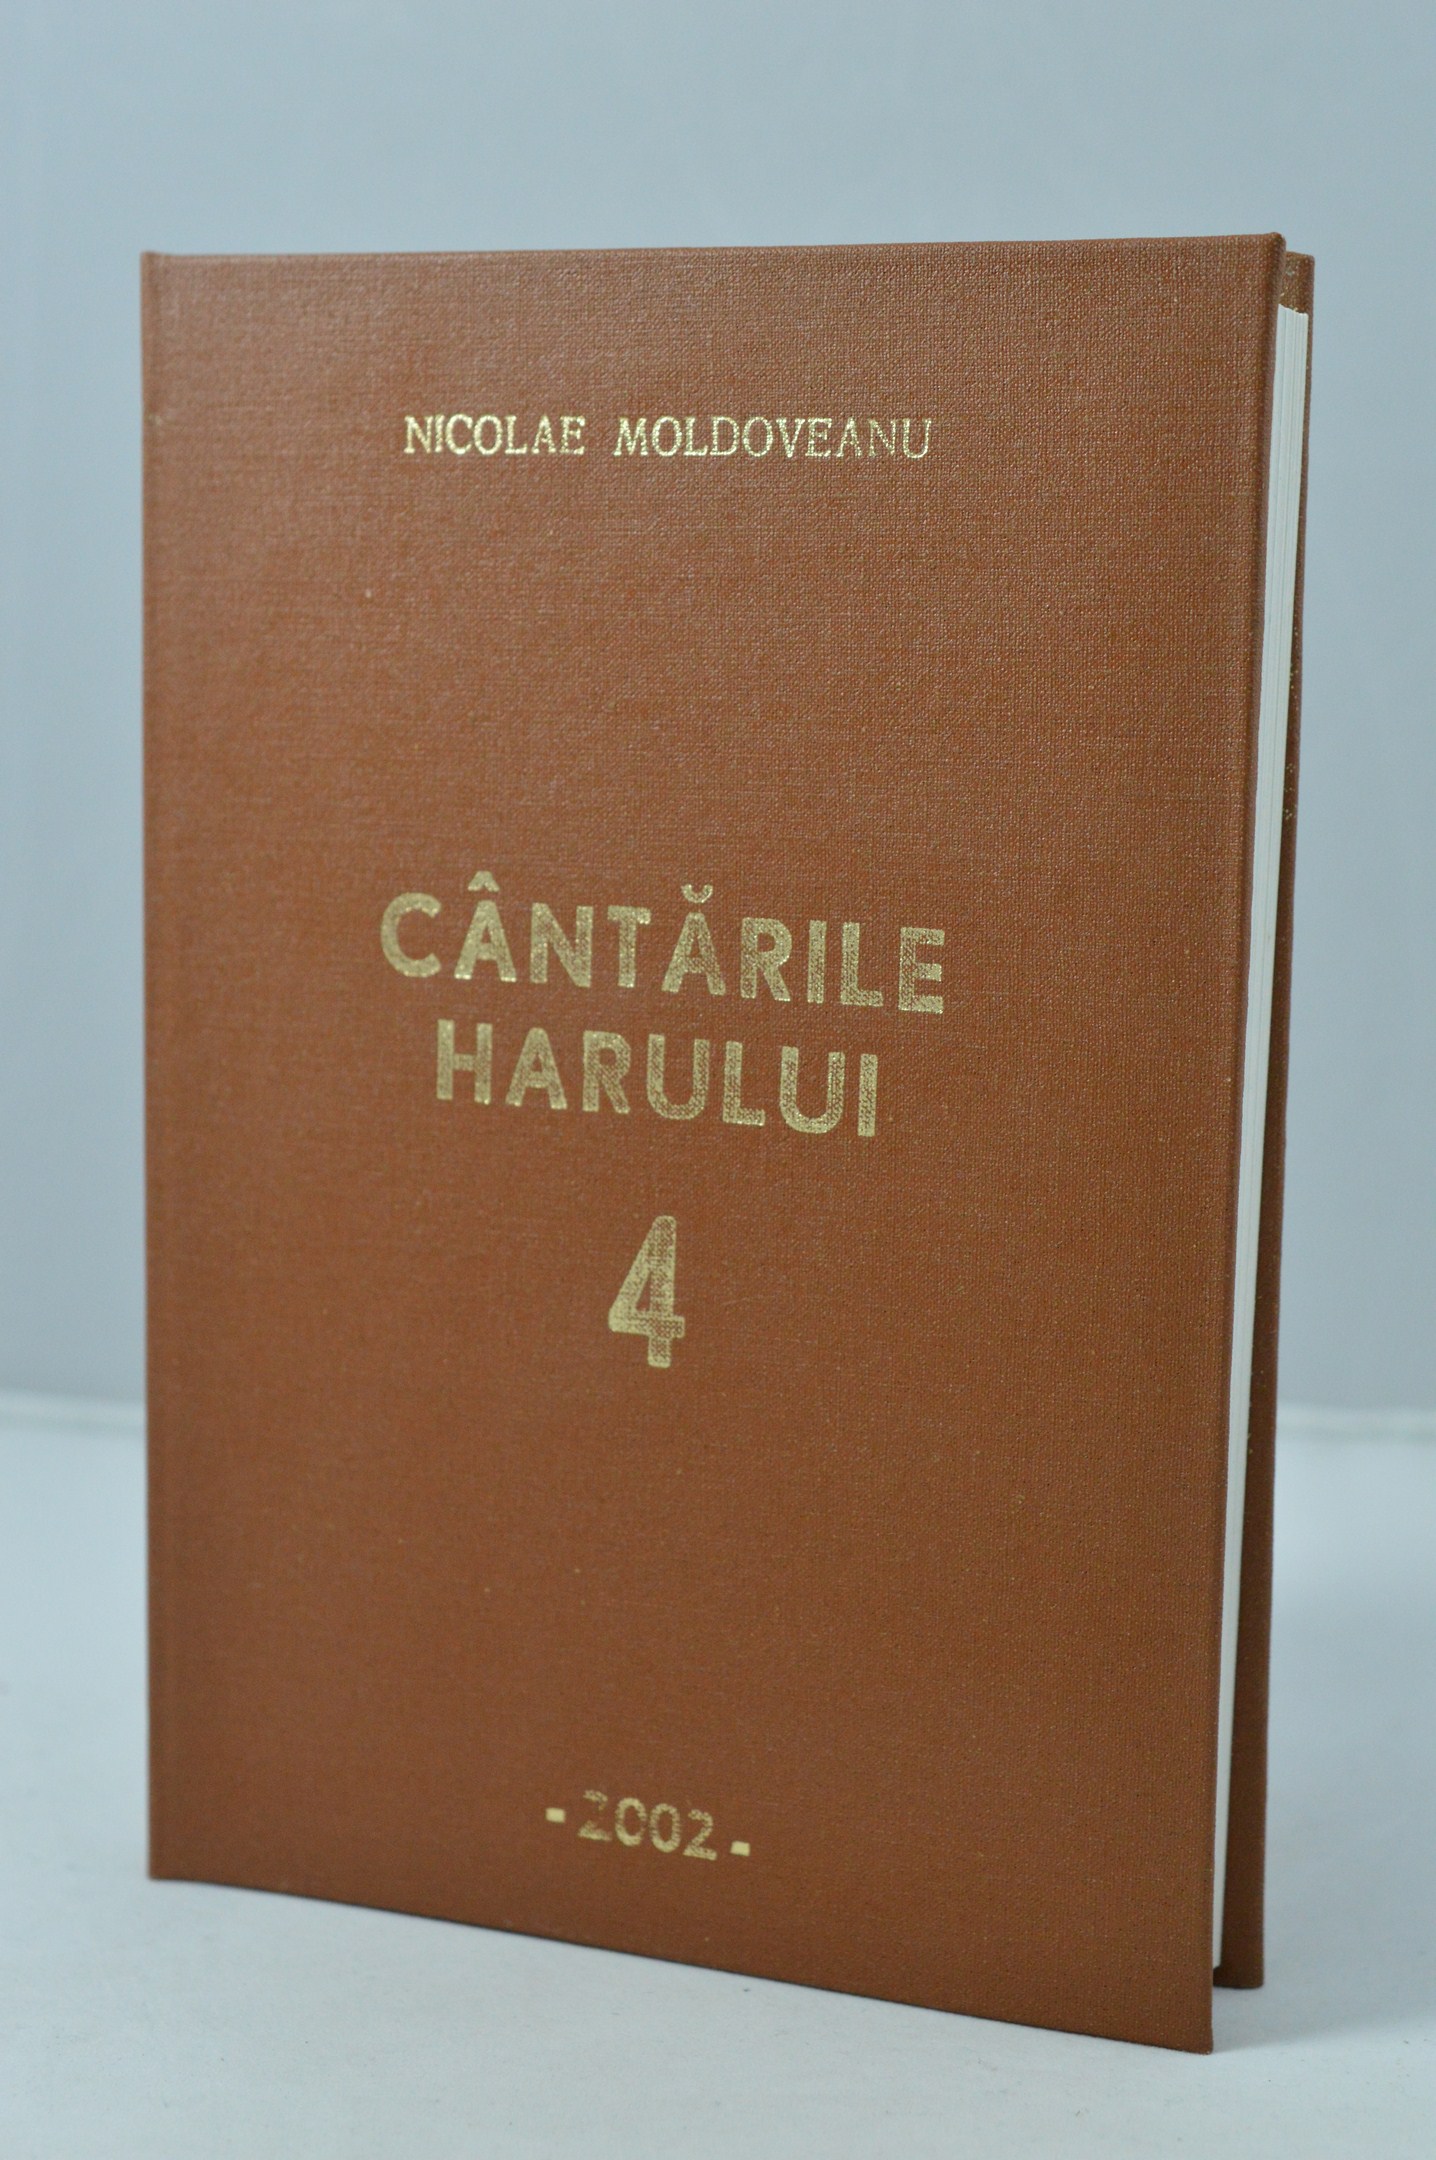 NICOLAE MOLDOVEANU
CÂNTĂRILE
HARULUI
4
- 2002 -